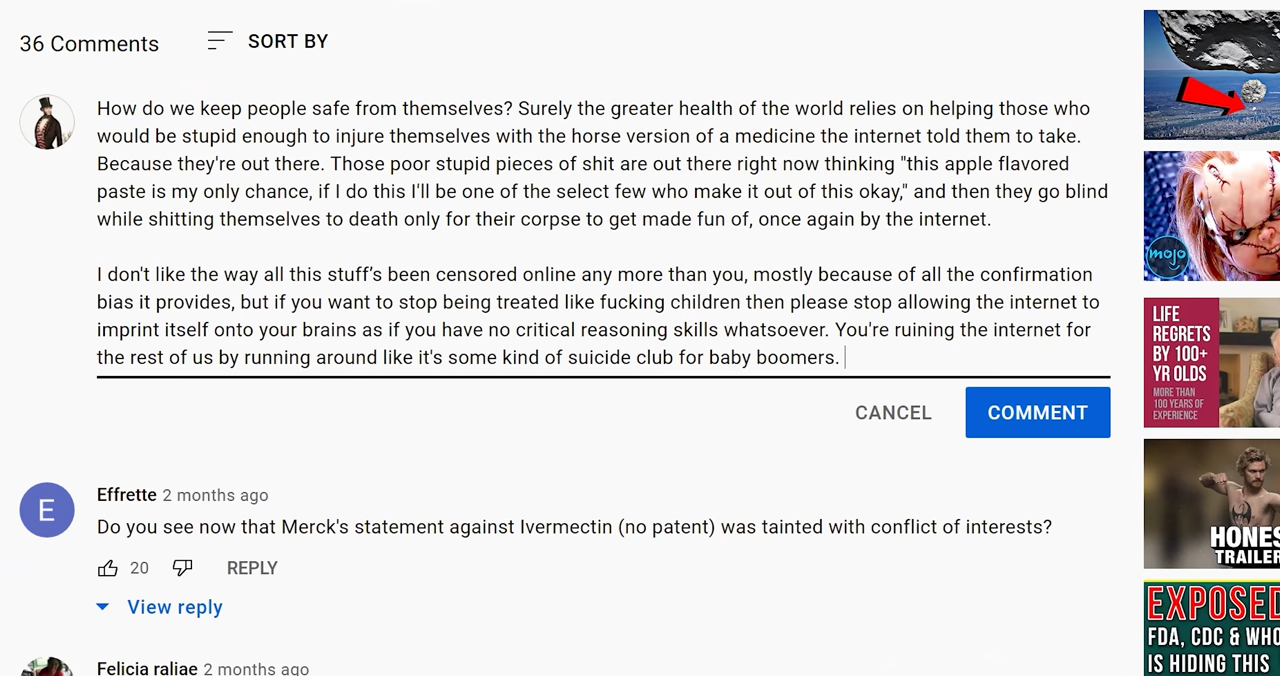 36 Comments
SORT BY
How do we keep people safe from themselves? Surely the greater health of the world relies on helping those who
would be stupid enough to injure themselves with the horse version of a medicine the internet told them to take.
Because they're out there. Those poor stupid pieces of shit are out there right now thinking "this apple flavored
paste is my only chance, if I do this I'll be one of the select few who make it out of this okay," and then they go blind
while shitting themselves to death only for their corpse to get made fun of, once again by the internet.
I don't like the way all this stuff’s been censored online any more than you, mostly because of all the confirmation
bias it provides, but if you want to stop being treated like fucking children then please stop allowing the internet to
imprint itself onto your brains as if you have no critical reasoning skills whatsoever. You're ruining the internet for
the rest of us by running around like it's some kind of suicide club for baby boomers.
CANCEL
COMMENT
E
Effrette 2 months ago
Do you see now that Merck's statement against Ivermectin (no patent) was tainted with conflict of interests?
20
REPLY
View reply
Felicia raliae 2 months ago
mojo
LIFE
REGRETS
BY 100+
YR OLDS
MORE THAN
100 YEARS OF
EXPERIENCE
HONES
TRAILER
EXPOSED
FDA, CDC & WHO
IS HIDING THIS